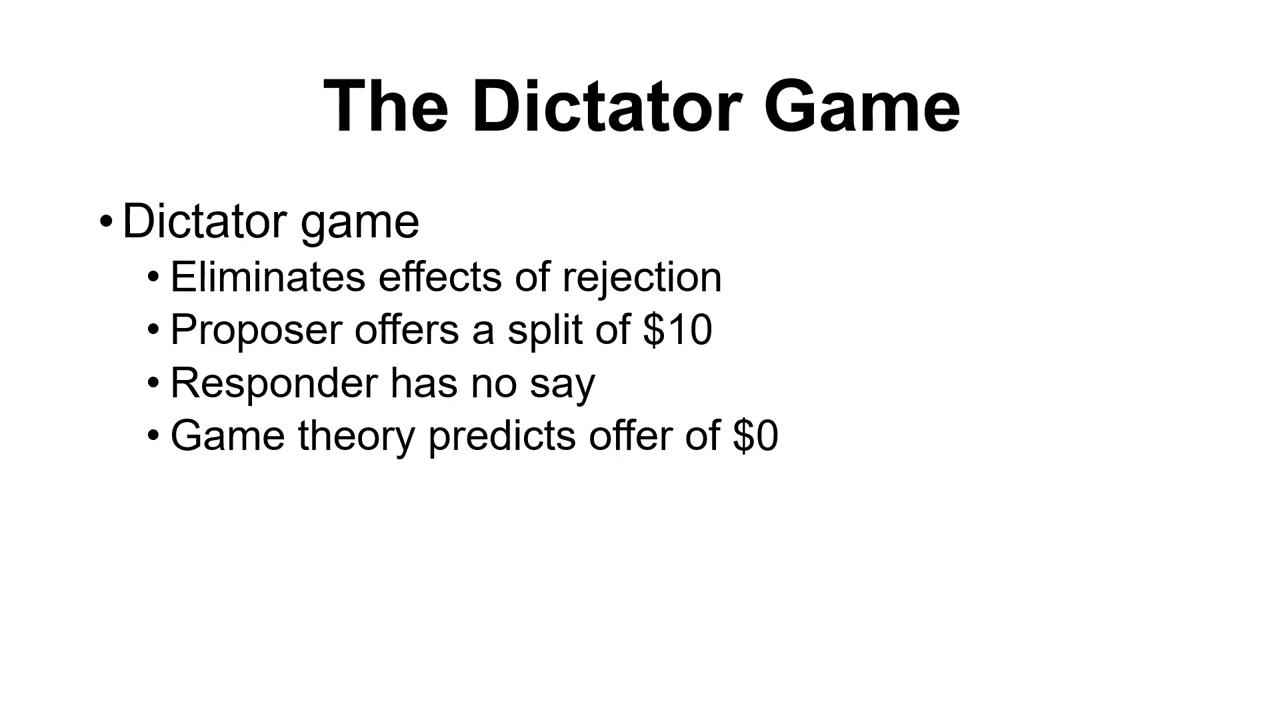 The Dictator Game
•Dictator game
•Eliminates effects of rejection
•Proposer offers a split of $10
•Responder has no say
•Game theory predicts offer of $0